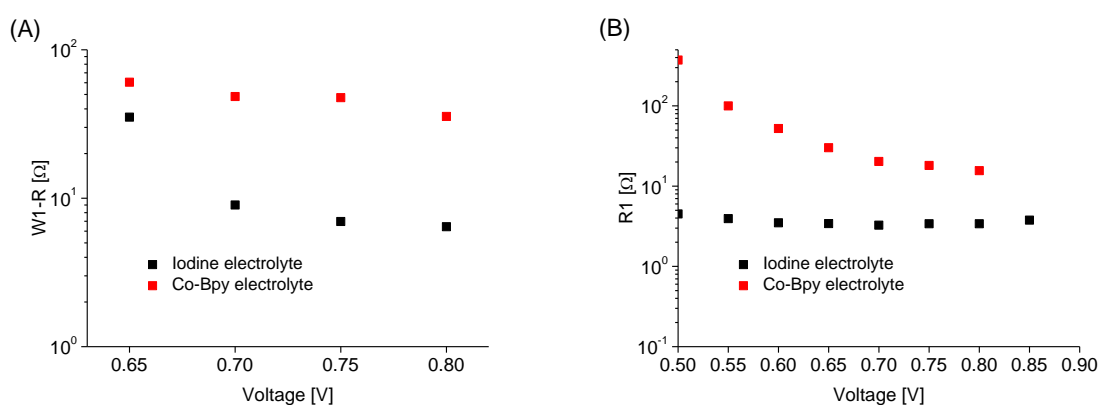 (A)
W1-R [Ω]
10²
10¹
10⁰
Iodine electrolyte
Co-Bpy electrolyte
0.65 0.70 0.75 0.80
Voltage [V]
(B)
R1 [Ω]
10²
10¹
10⁰
10⁻¹
Iodine electrolyte
Co-Bpy electrolyte
0.50 0.55 0.60 0.65 0.70 0.75 0.80 0.85 0.90
Voltage [V]